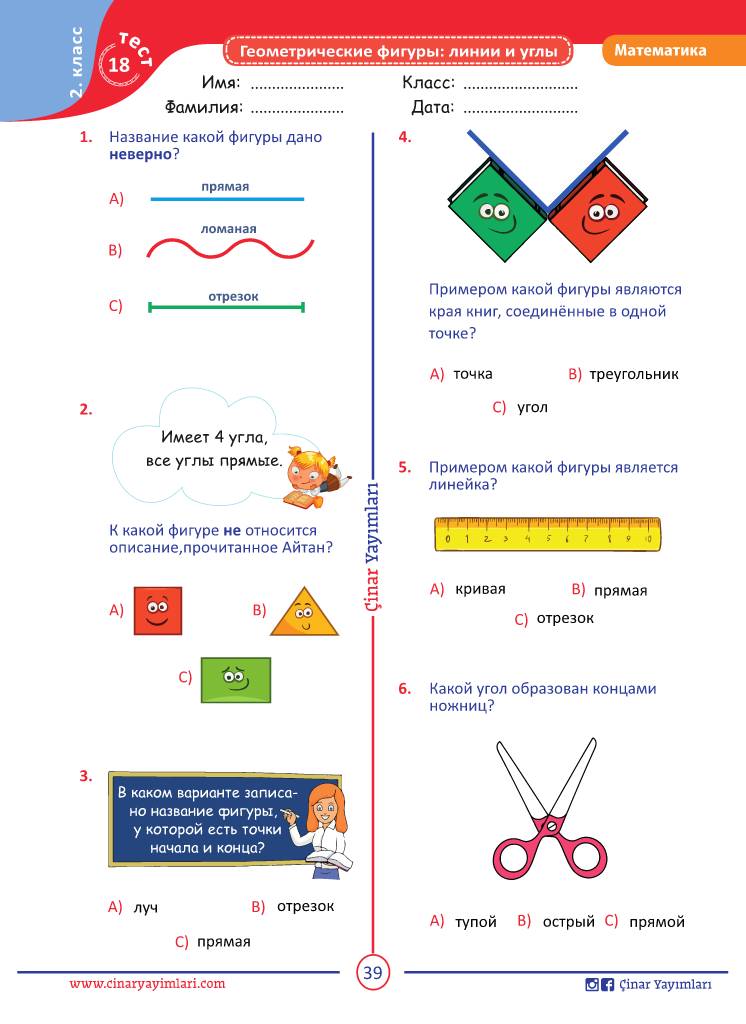 2. класс
тест
18
Геометрические фигуры: линии и углы
Математика
Имя: ......................
Класс: ...........................
Фамилия: ......................
Дата: ...........................
1. Название какой фигуры дано
неверно?
A) прямая
B) ломаная
C) отрезок
2. Имеет 4 угла,
все углы прямые.
К какой фигуре не относится
описание,прочитанное Айтан?
A)
B)
C)
3. В каком варианте записа-
но название фигуры,
у которой есть точки
начала и конца?
A) луч
B) отрезок
C) прямая
Çinar Yayımları
4.
Примером какой фигуры являются
края книг, соединённые в одной
точке?
A) точка
B) треугольник
C) угол
5. Примером какой фигуры является
линейка?
0 1 2 3 4 5 6 7 8 9 10
A) кривая
B) прямая
C) отрезок
6. Какой угол образован концами
ножниц?
A) тупой B) острый C) прямой
www.cinaryayimlari.com
39
Çinar Yayımları